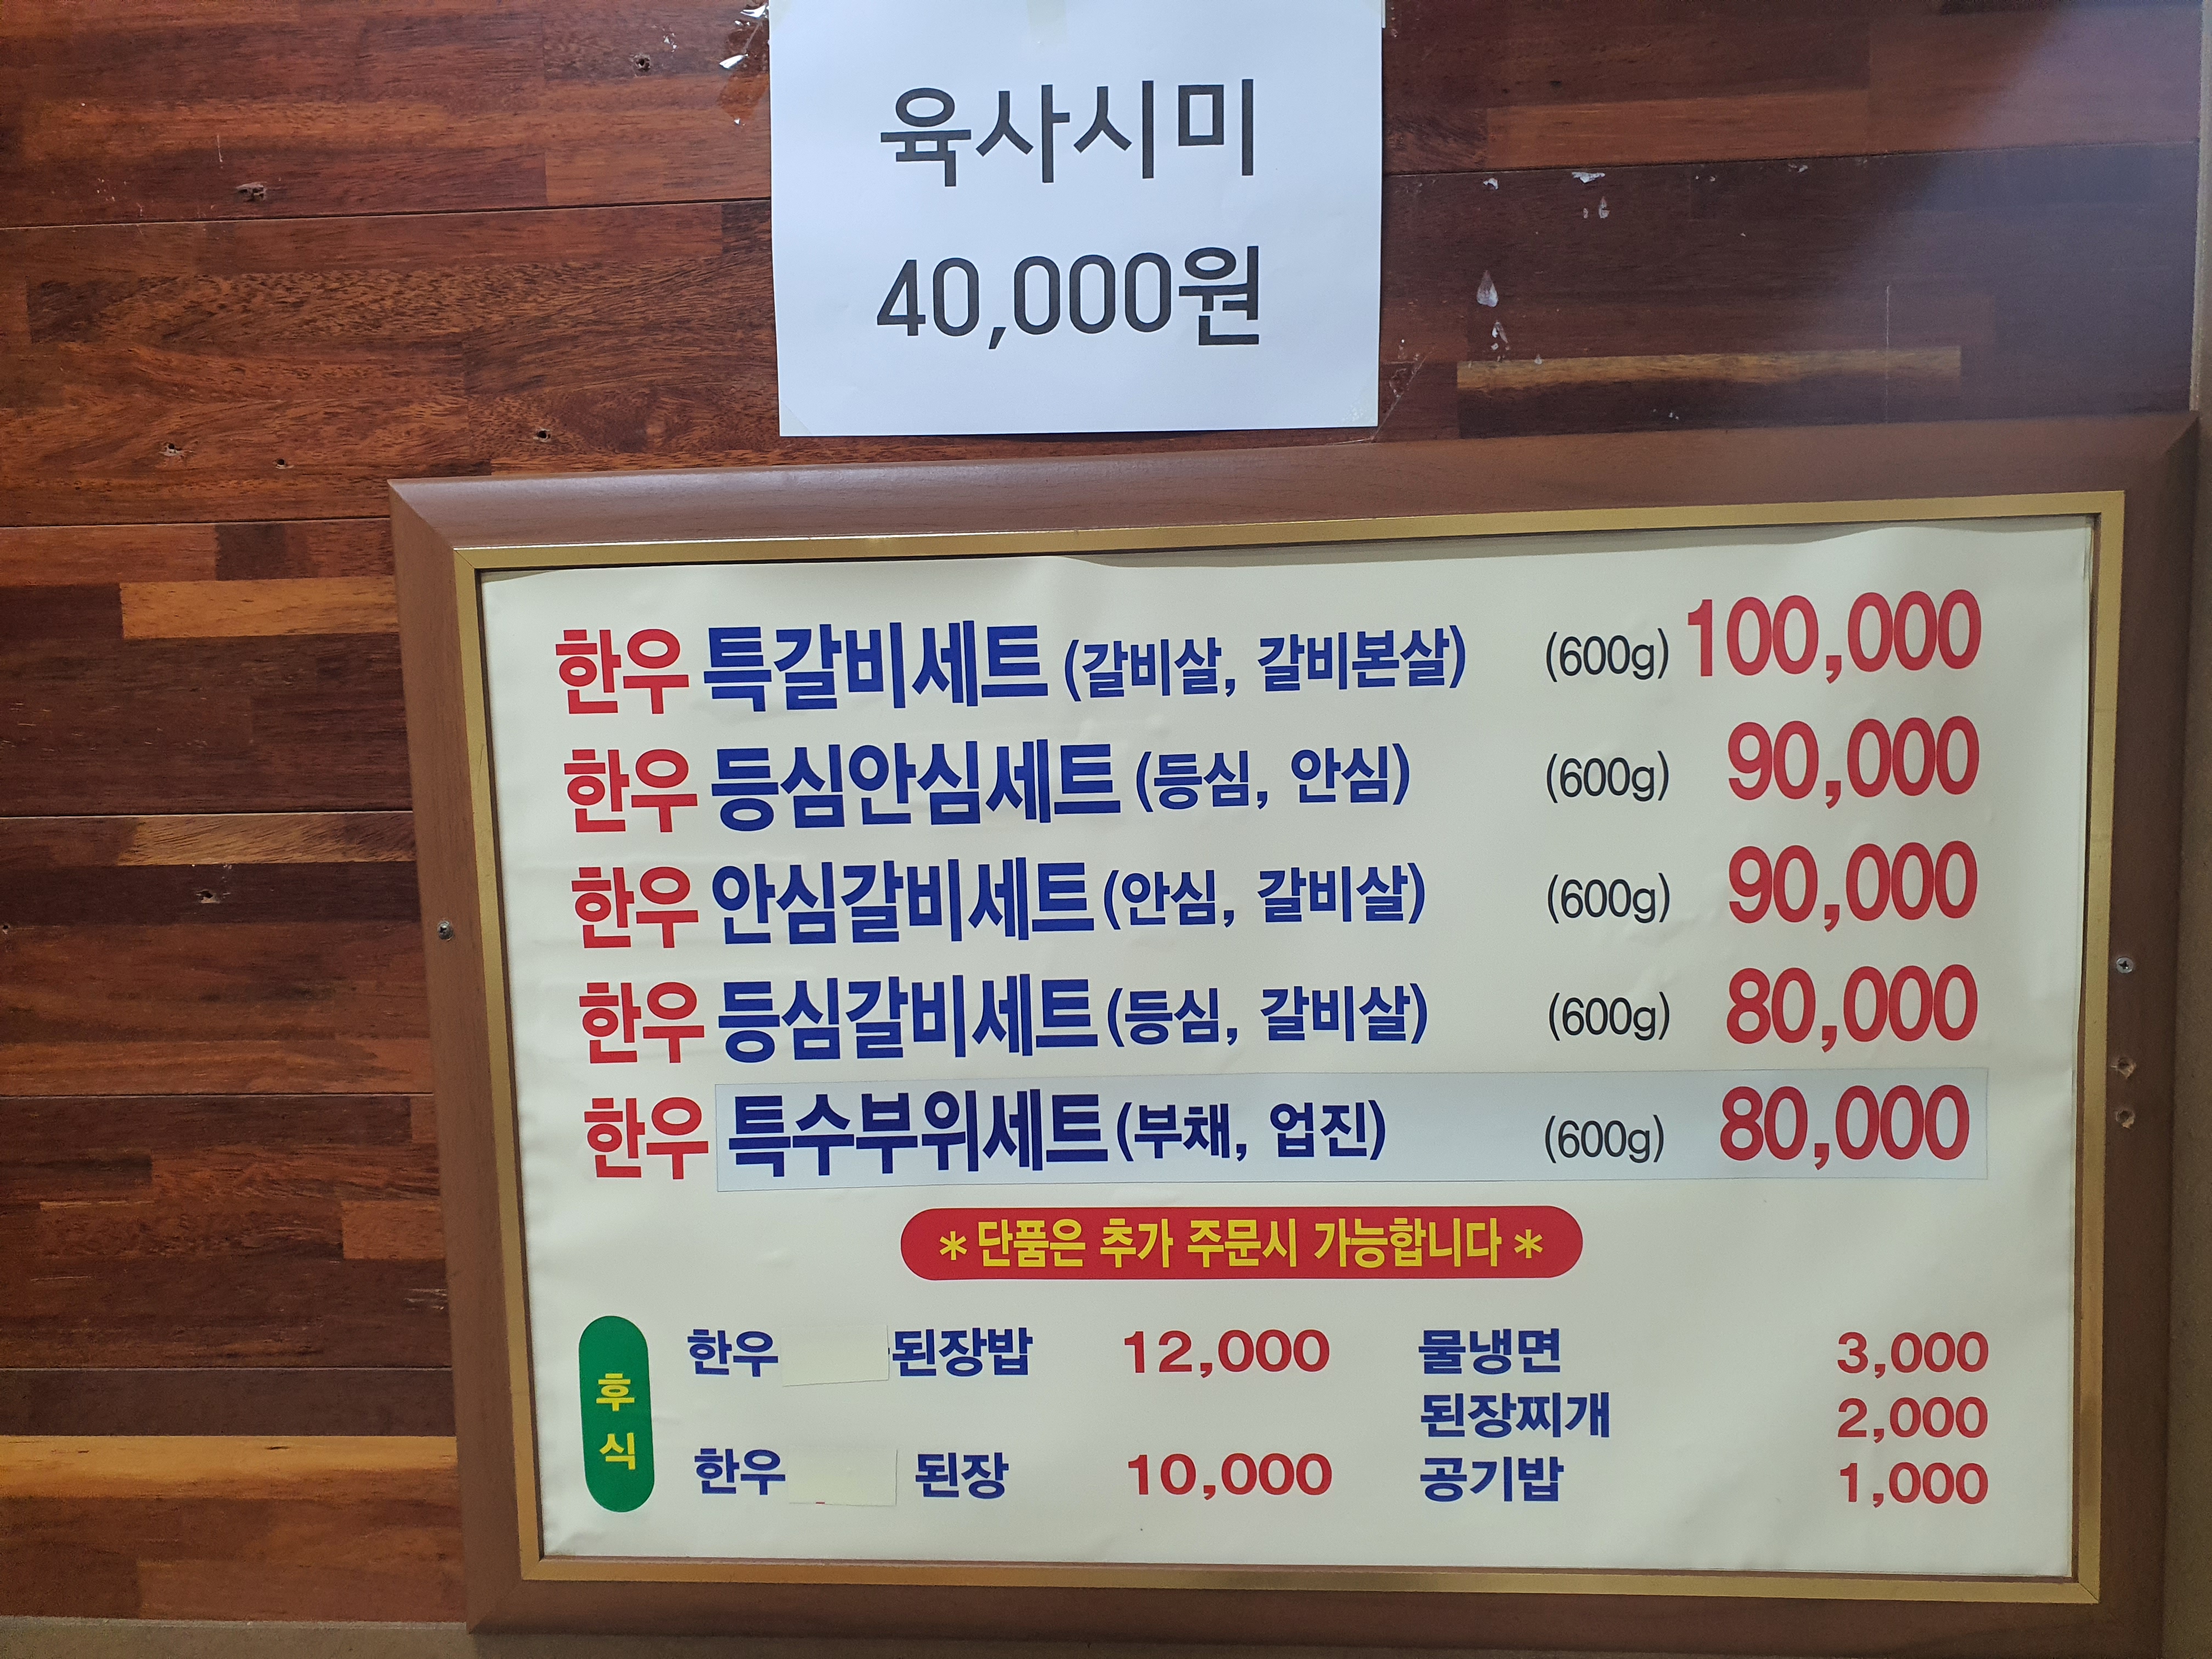 육사시미
40,000원
한우 특갈비세트 (갈비살, 갈비본살) (600g) 100,000
한우 등심안심세트 (등심, 안심) (600g) 90,000
한우 안심갈비세트 (안심, 갈비살) (600g) 90,000
한우 등심갈비세트 (등심, 갈비살) (600g) 80,000
한우 특수부위세트 (부채, 업진) (600g) 80,000
* 단품은 추가 주문시 가능합니다 *
후식
한우 된장밥 12,000
한우 된장 10,000
물냉면 3,000
된장찌개 2,000
공기밥 1,000